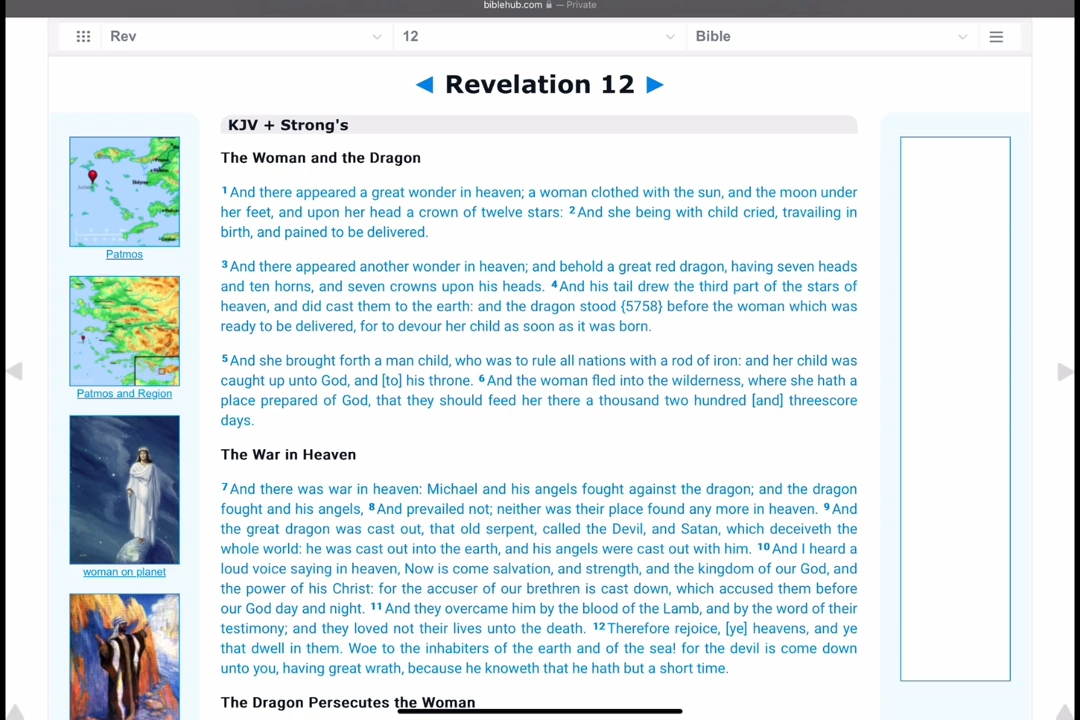 biblehub.com — Private
Rev
12
Bible
Revelation 12
KJV + Strong's
The Woman and the Dragon
1 And there appeared a great wonder in heaven; a woman clothed with the sun, and the moon under
her feet, and upon her head a crown of twelve stars: 2 And she being with child cried, travailing in
birth, and pained to be delivered.
3 And there appeared another wonder in heaven; and behold a great red dragon, having seven heads
and ten horns, and seven crowns upon his heads. 4 And his tail drew the third part of the stars of
heaven, and did cast them to the earth: and the dragon stood {5758} before the woman which was
ready to be delivered, for to devour her child as soon as it was born.
5 And she brought forth a man child, who was to rule all nations with a rod of iron: and her child was
caught up unto God, and [to] his throne. 6 And the woman fled into the wilderness, where she hath a
place prepared of God, that they should feed her there a thousand two hundred [and] threescore
days.
The War in Heaven
7 And there was war in heaven: Michael and his angels fought against the dragon; and the dragon
fought and his angels, 8 And prevailed not; neither was their place found any more in heaven. 9 And
the great dragon was cast out, that old serpent, called the Devil, and Satan, which deceiveth the
whole world: he was cast out into the earth, and his angels were cast out with him. 10 And I heard a
loud voice saying in heaven, Now is come salvation, and strength, and the kingdom of our God, and
the power of his Christ: for the accuser of our brethren is cast down, which accused them before
our God day and night. 11 And they overcame him by the blood of the Lamb, and by the word of their
testimony; and they loved not their lives unto the death. 12 Therefore rejoice, [ye] heavens, and ye
that dwell in them. Woe to the inhabiters of the earth and of the sea! for the devil is come down
unto you, having great wrath, because he knoweth that he hath but a short time.
The Dragon Persecutes the Woman
Patmos
Patmos and Region
woman on planet